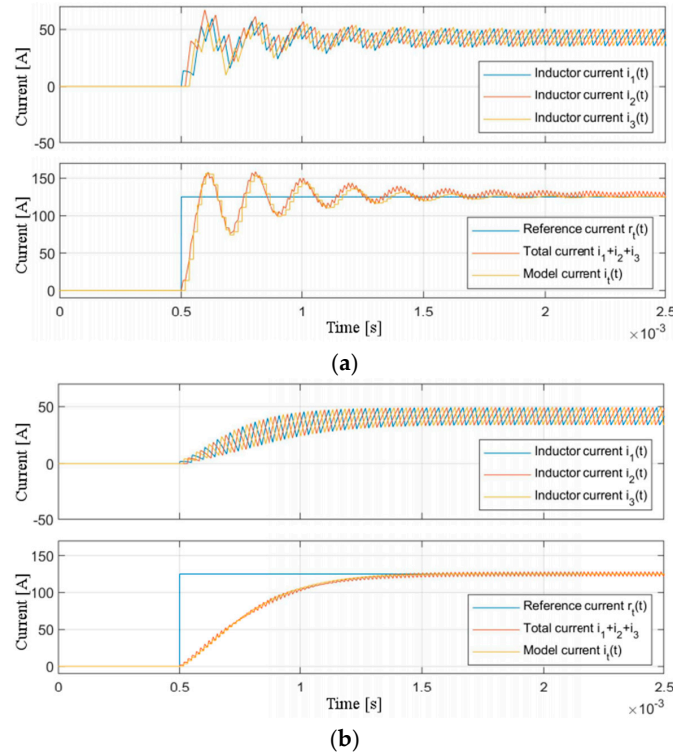 Current [A]
50
0
-50
Inductor current i1(t)
Inductor current i2(t)
Inductor current i3(t)
Current [A]
150
100
50
0
Reference current rt(t)
Total current i1+i2+i3
Model current it(t)
0 0.5 1 1.5 2 2.5
Time [s]
×10-3
(a)
Current [A]
50
0
-50
Inductor current i1(t)
Inductor current i2(t)
Inductor current i3(t)
Current [A]
150
100
50
0
Reference current rt(t)
Total current i1+i2+i3
Model current it(t)
0 0.5 1 1.5 2 2.5
Time [s]
×10-3
(b)